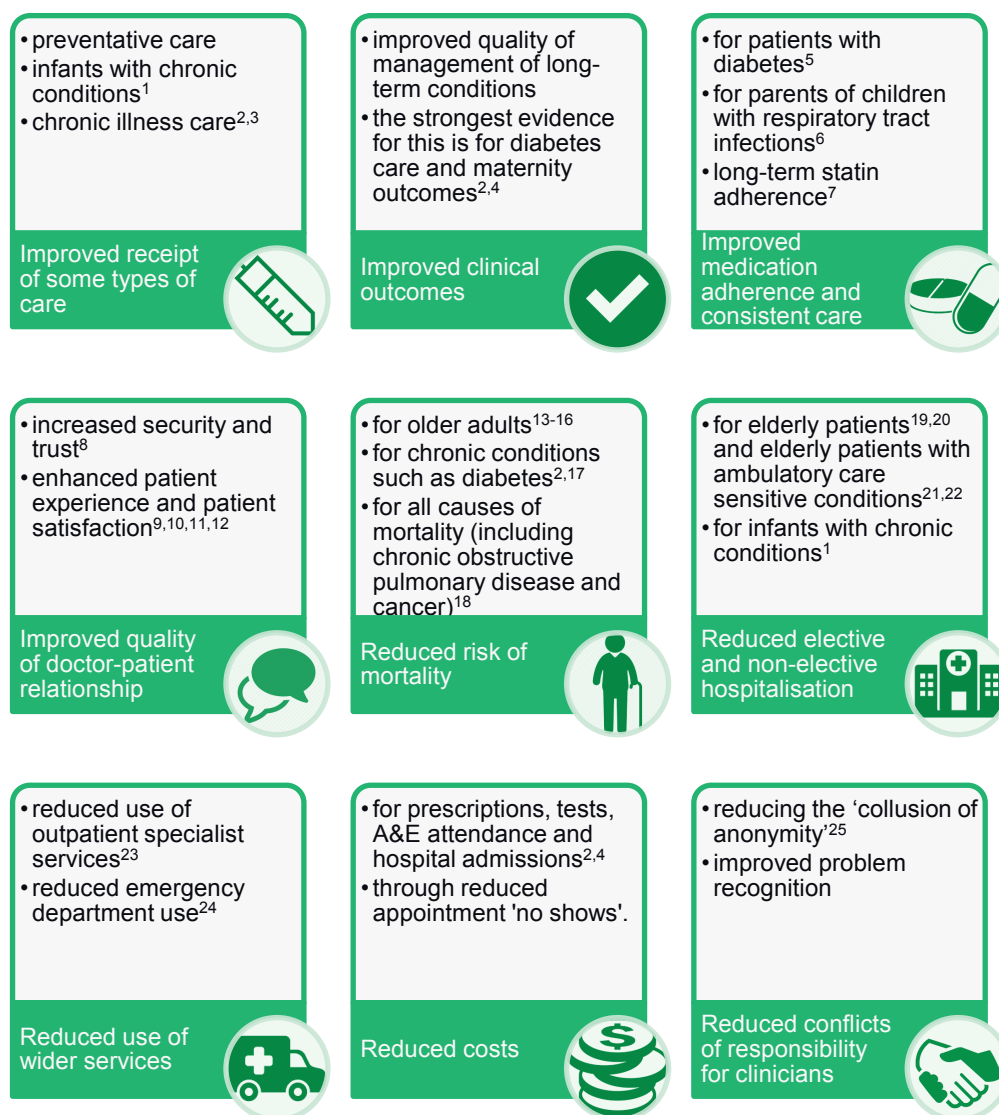 • preventative care
• infants with chronic
conditions¹
• chronic illness care²,³
Improved receipt
of some types of
care
• improved quality of
management of long-
term conditions
• the strongest evidence
for this is for diabetes
care and maternity
outcomes²,⁴
Improved clinical
outcomes
• for patients with
diabetes⁵
• for parents of children
with respiratory tract
infections⁶
• long-term statin
adherence⁷
Improved
medication
adherence and
consistent care
• increased security and
trust⁸
• enhanced patient
experience and patient
satisfaction⁹,¹⁰,¹¹,¹²
Improved quality
of doctor-patient
relationship
• for older adults¹³-¹⁶
• for chronic conditions
such as diabetes²,¹⁷
• for all causes of
mortality (including
chronic obstructive
pulmonary disease and
cancer)¹⁸
Reduced risk of
mortality
• for elderly patients¹⁹,²⁰
and elderly patients with
ambulatory care
sensitive conditions²¹,²²
• for infants with chronic
conditions¹
Reduced elective
and non-elective
hospitalisation
• reduced use of
outpatient specialist
services²³
• reduced emergency
department use²⁴
Reduced use of
wider services
• for prescriptions, tests,
A&E attendance and
hospital admissions²,⁴
• through reduced
appointment 'no shows'.
Reduced costs
• reducing the ‘collusion of
anonymity’²⁵
• improved problem
recognition
Reduced conflicts
of responsibility
for clinicians